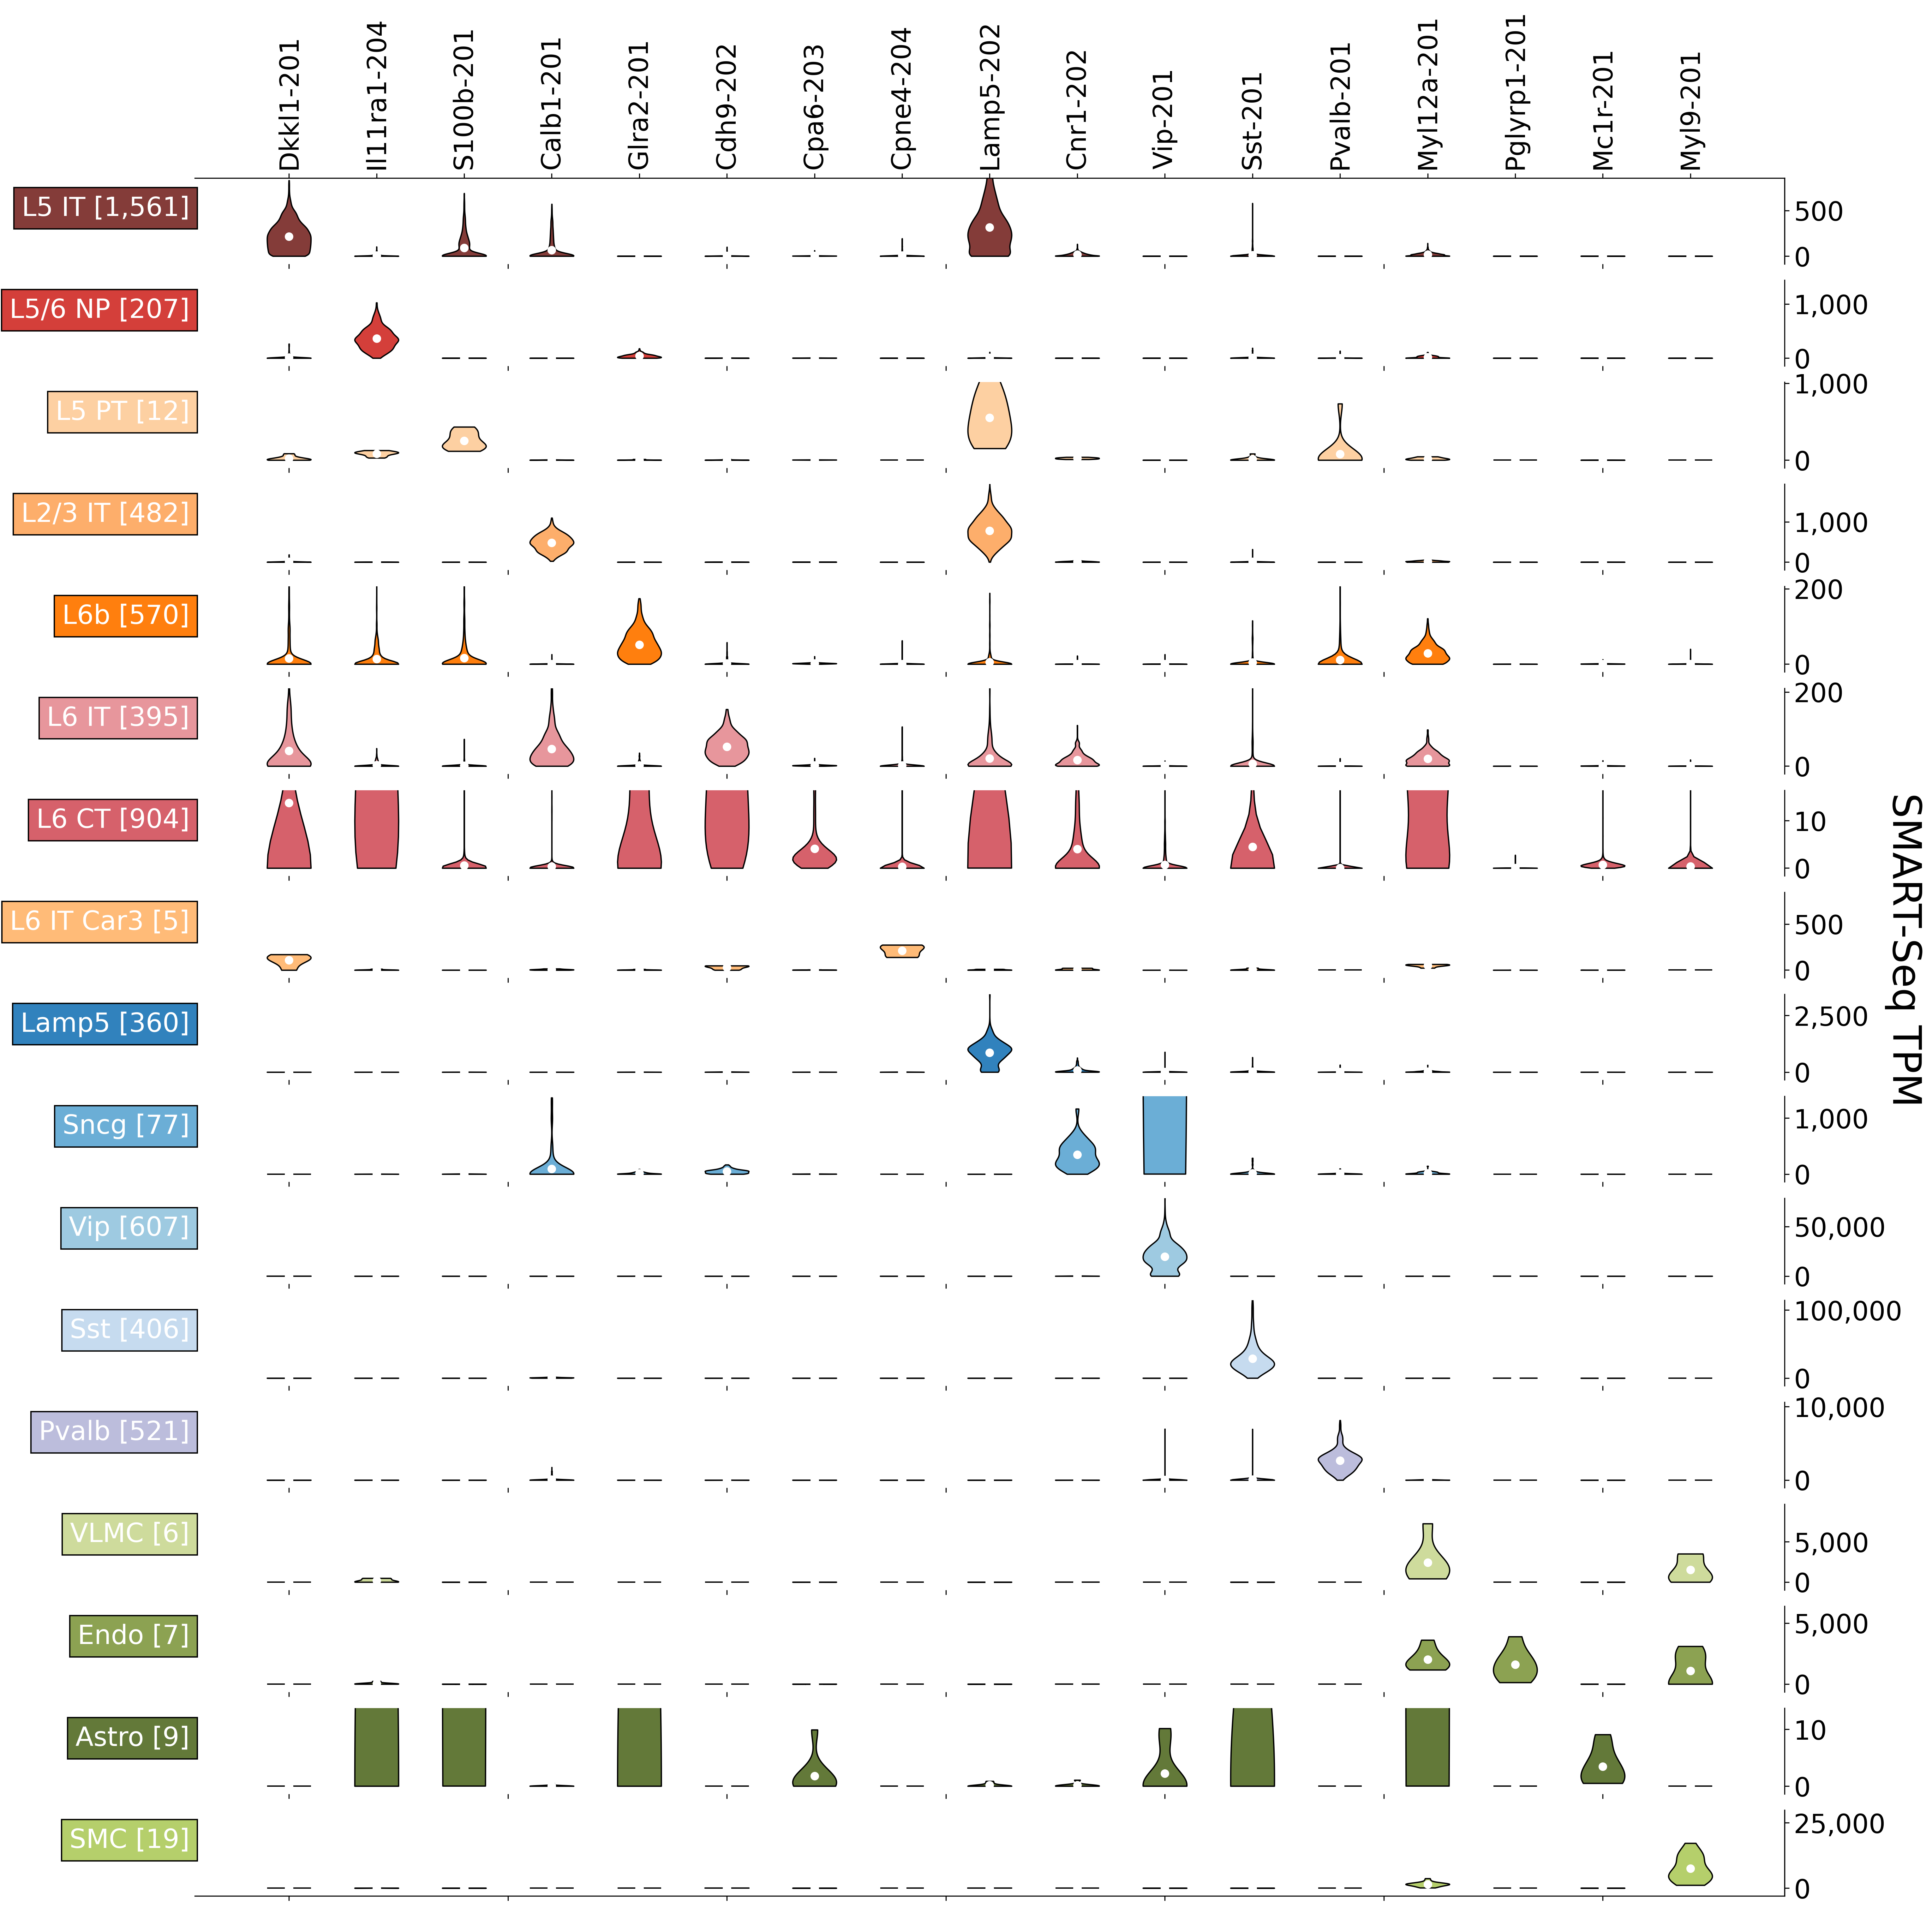 Dkkl1-201
Il11ra1-204
S100b-201
Calb1-201
Glra2-201
Cdh9-202
Cpa6-203
Cpne4-204
Lamp5-202
Cnr1-202
Vip-201
Sst-201
Pvalb-201
Myl12a-201
Pglyrp1-201
Mc1r-201
Myl9-201
L5 IT [1,561]
500
0
L5/6 NP [207]
1,000
0
L5 PT [12]
1,000
0
L2/3 IT [482]
1,000
0
L6b [570]
200
0
L6 IT [395]
200
0
L6 CT [904]
10
0
L6 IT Car3 [5]
500
0
Lamp5 [360]
2,500
0
Sncg [77]
1,000
0
Vip [607]
50,000
0
Sst [406]
100,000
0
Pvalb [521]
10,000
0
VLMC [6]
5,000
0
Endo [7]
5,000
0
Astro [9]
10
0
SMC [19]
25,000
0
SMART-Seq TPM